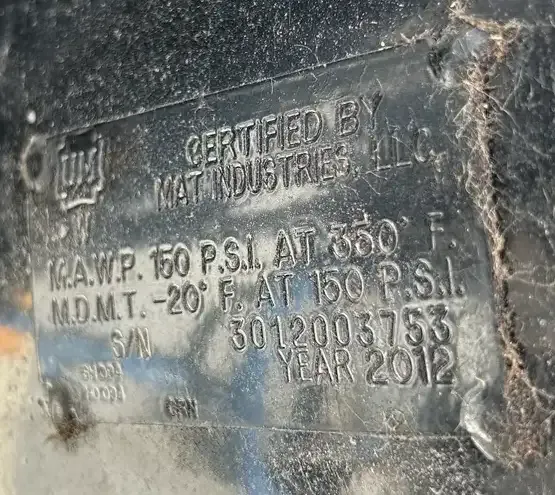 CERTIFIED BY
MAT INDUSTRIES, LLC.
W
M.A.W.P. 150 P.S.I. AT 350° F.
M.D.M.T. -20° F. AT 150 P.S.I.
S/N 3012003753
YEAR 2012
CRN